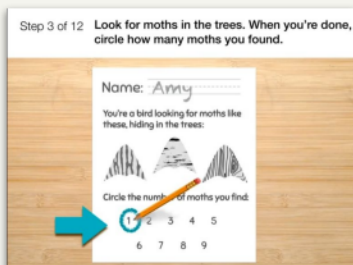 Step 3 of 12 Look for moths in the trees. When you're done,
circle how many moths you found.
Name: Amy
You're a bird looking for moths like
these, hiding in the trees:
Circle the number of moths you find:
1 2 3 4 5
6 7 8 9